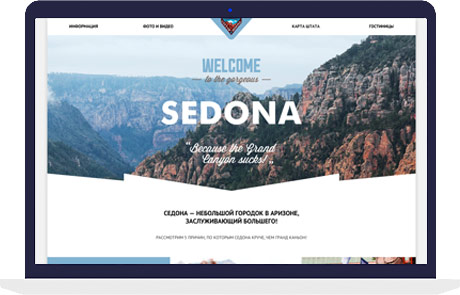 ИНФОРМАЦИЯ ФОТО И ВИДЕО КАРТА ШТАТА ГОСТИНИЦЫ
WELCOME
to the gorgeous
SEDONA
"Because the Grand
Canyon sucks!"
СЕДОНА — НЕБОЛЬШОЙ ГОРОДОК В АРИЗОНЕ,
ЗАСЛУЖИВАЮЩИЙ БОЛЬШЕГО!
РАССМОТРИМ 5 ПРИЧИН, ПО КОТОРЫМ СЕДОНА КРУЧЕ, ЧЕМ ГРАНД КАНЬОН!